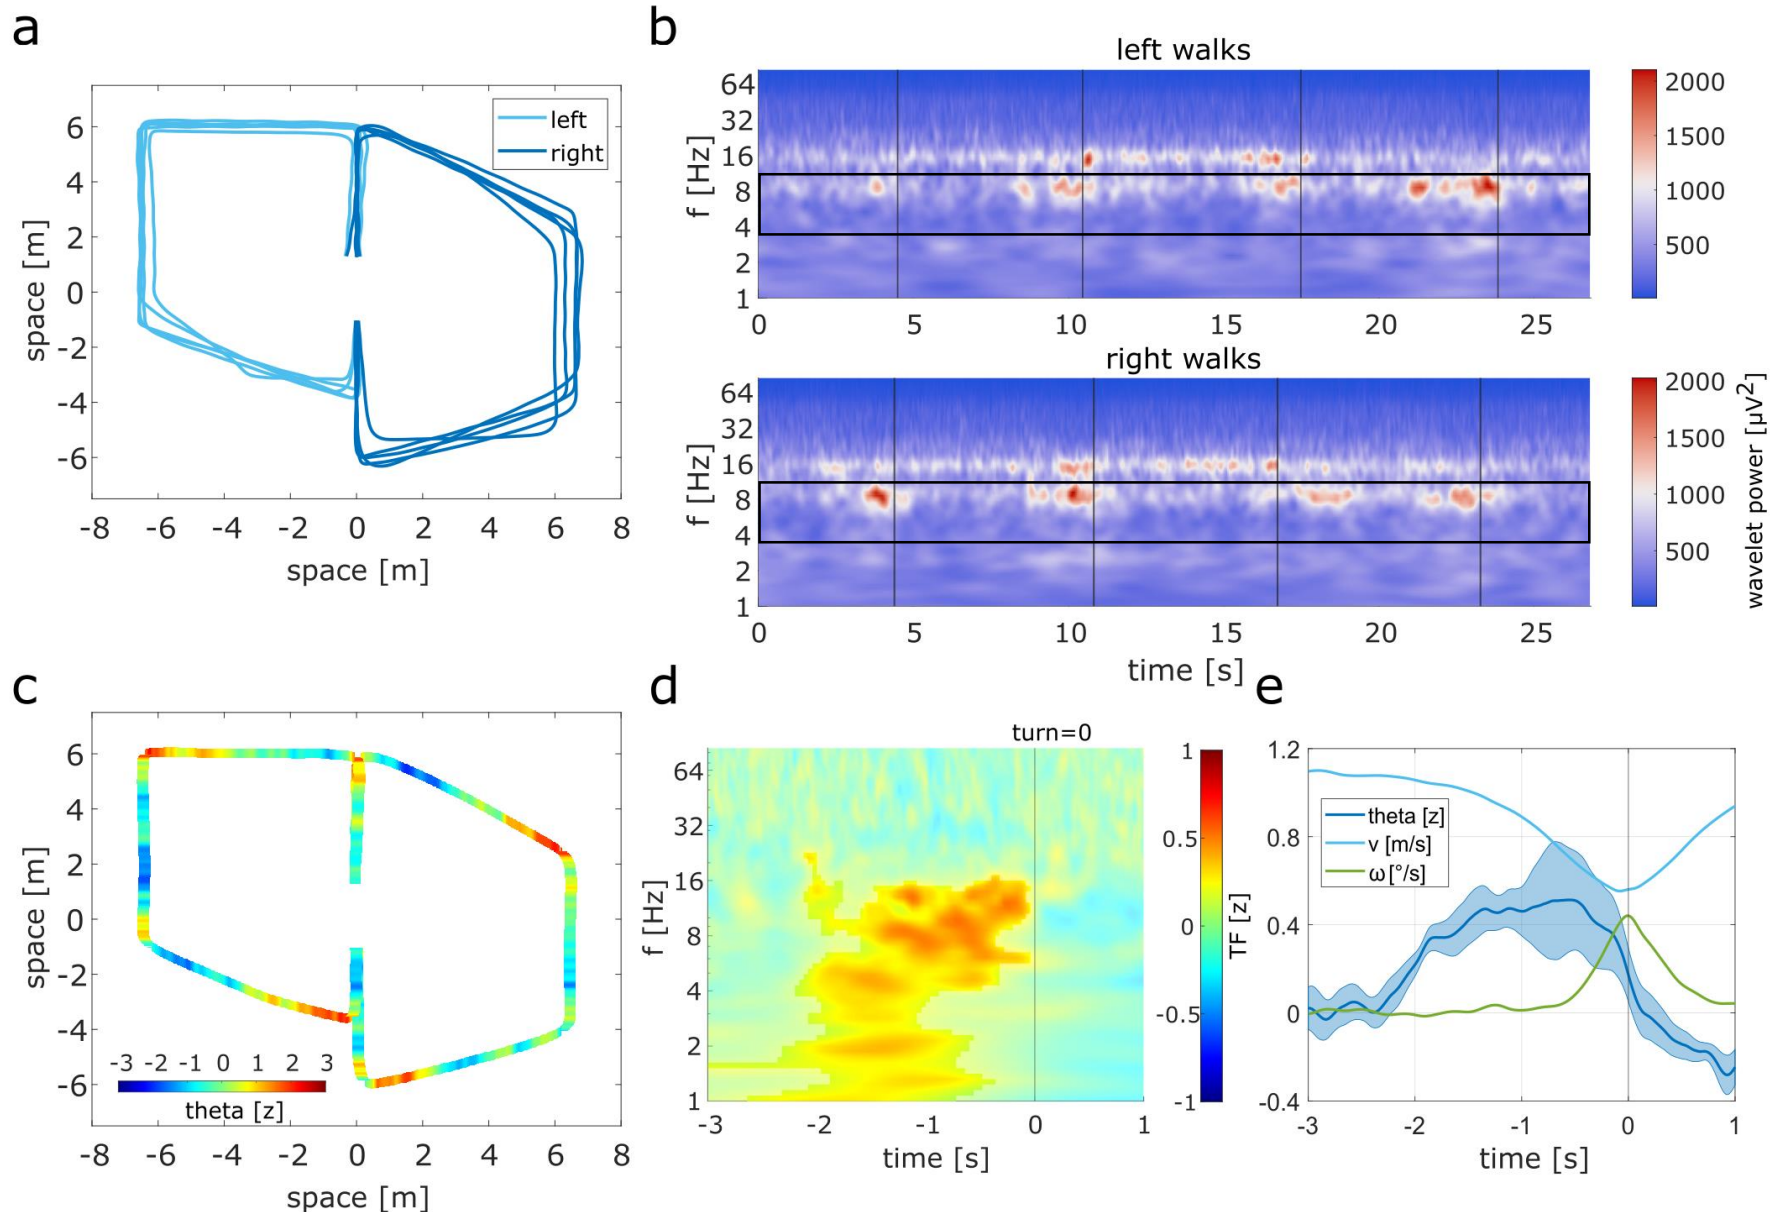 a
space [m]
6
4
2
0
-2
-4
-6
-8 -6 -4 -2 0 2 4 6 8
space [m]
left
right
b
left walks
f [Hz]
64
32
16
8
4
2
1
0 5 10 15 20 25
2000
1500
1000
500
right walks
f [Hz]
64
32
16
8
4
2
1
0 5 10 15 20 25
time [s]
2000
1500
1000
500
wavelet power [µV²]
c
space [m]
6
4
2
0
-2
-4
-6
-8 -6 -4 -2 0 2 4 6 8
space [m]
-3 -2 -1 0 1 2 3
theta [z]
d
turn=0
f [Hz]
64
32
16
8
4
2
1
-3 -2 -1 0 1
time [s]
1
0.5
0
-0.5
-1
TF [z]
e
1.2
0.8
0.4
0
-0.4
theta [z]
v [m/s]
ω [°/s]
-3 -2 -1 0 1
time [s]